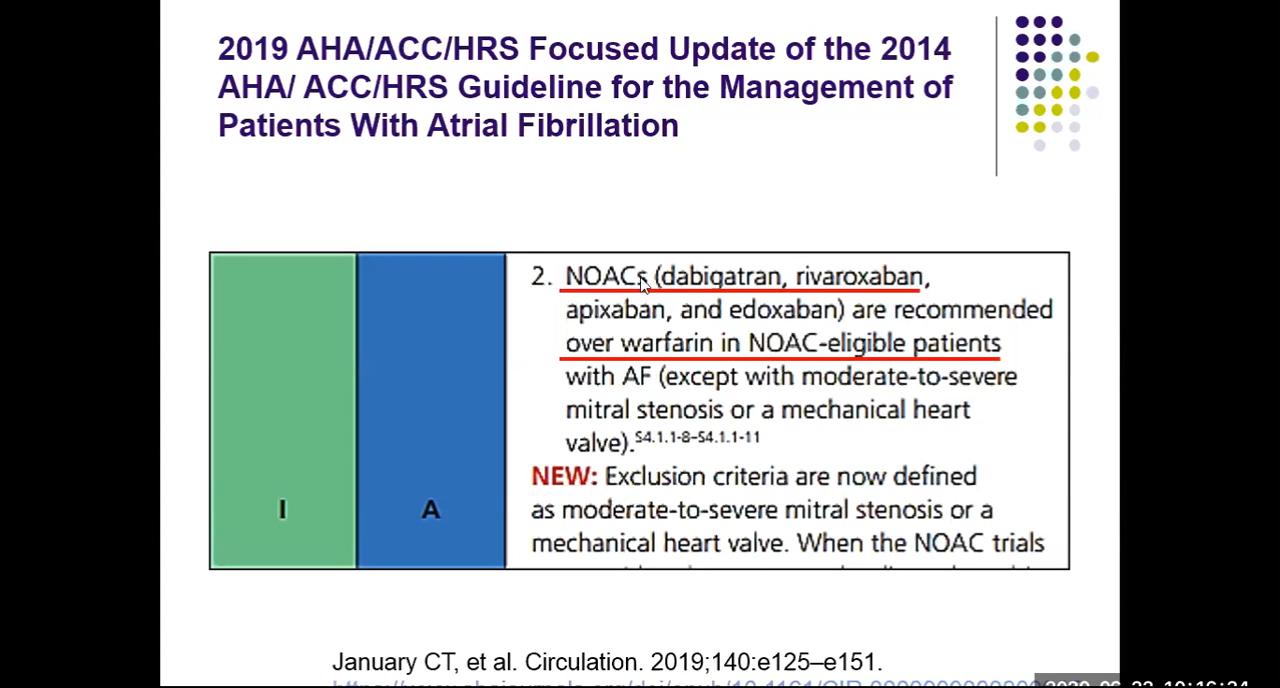 2019 AHA/ACC/HRS Focused Update of the 2014
AHA/ ACC/HRS Guideline for the Management of
Patients With Atrial Fibrillation
I
A
2. NOACs (dabigatran, rivaroxaban,
apixaban, and edoxaban) are recommended
over warfarin in NOAC-eligible patients
with AF (except with moderate-to-severe
mitral stenosis or a mechanical heart
valve).S4.1.1-8–S4.1.1-11
NEW: Exclusion criteria are now defined
as moderate-to-severe mitral stenosis or a
mechanical heart valve. When the NOAC trials
January CT, et al. Circulation. 2019;140:e125–e151.